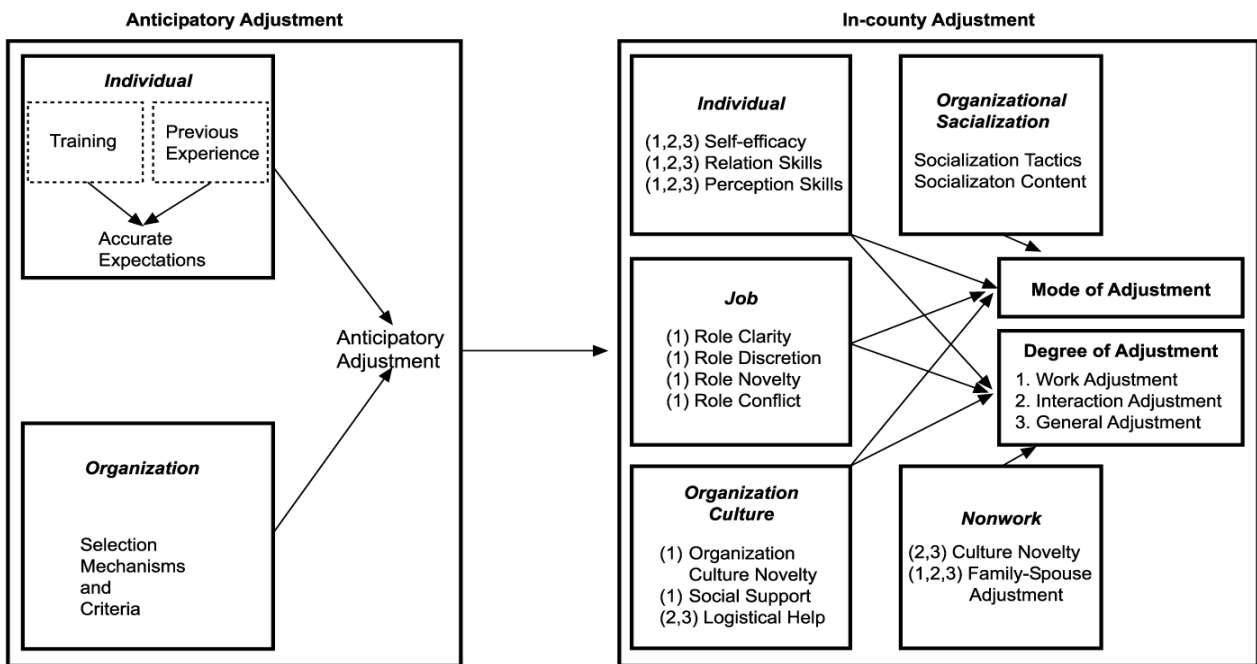 Anticipatory Adjustment
Individual
Training
Previous
Experience
Accurate
Expectations
Anticipatory
Adjustment
Organization
Selection
Mechanisms
and
Criteria
In-county Adjustment
Individual
(1,2,3) Self-efficacy
(1,2,3) Relation Skills
(1,2,3) Perception Skills
Organizational
Sacialization
Socialization Tactics
Socializaton Content
Job
(1) Role Clarity
(1) Role Discretion
(1) Role Novelty
(1) Role Conflict
Mode of Adjustment
Degree of Adjustment
1. Work Adjustment
2. Interaction Adjustment
3. General Adjustment
Organization
Culture
(1) Organization
Culture Novelty
(1) Social Support
(2,3) Logistical Help
Nonwork
(2,3) Culture Novelty
(1,2,3) Family-Spouse
Adjustment